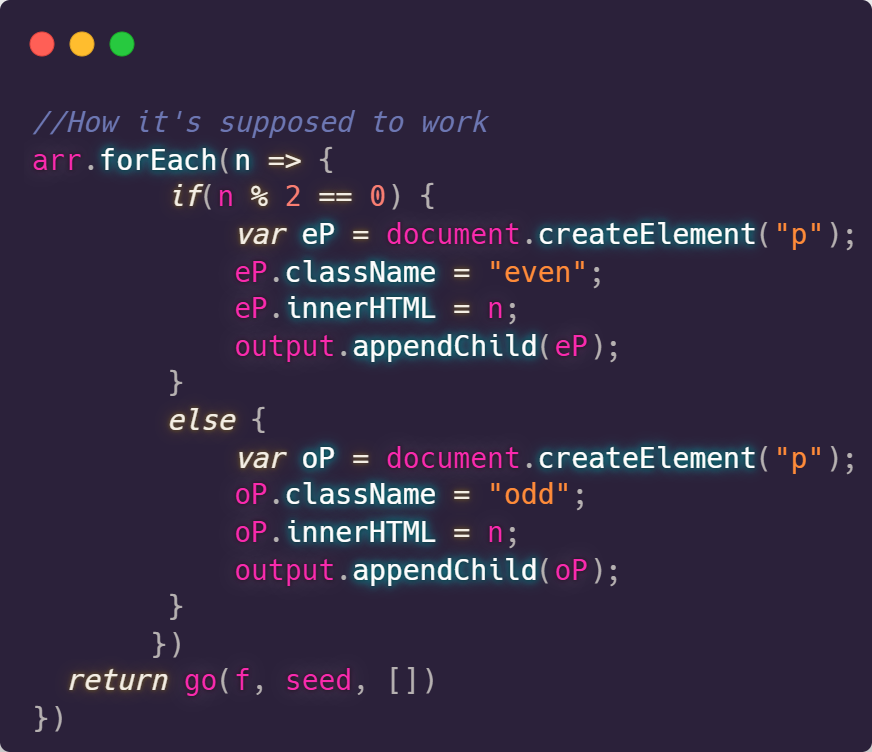 //How it's supposed to work
arr.forEach(n => {
        if(n % 2 == 0) {
            var eP = document.createElement("p");
            eP.className = "even";
            eP.innerHTML = n;
            output.appendChild(eP);
        }
        else {
            var oP = document.createElement("p");
            oP.className = "odd";
            oP.innerHTML = n;
            output.appendChild(oP);
        }
       })
  return go(f, seed, [])
})